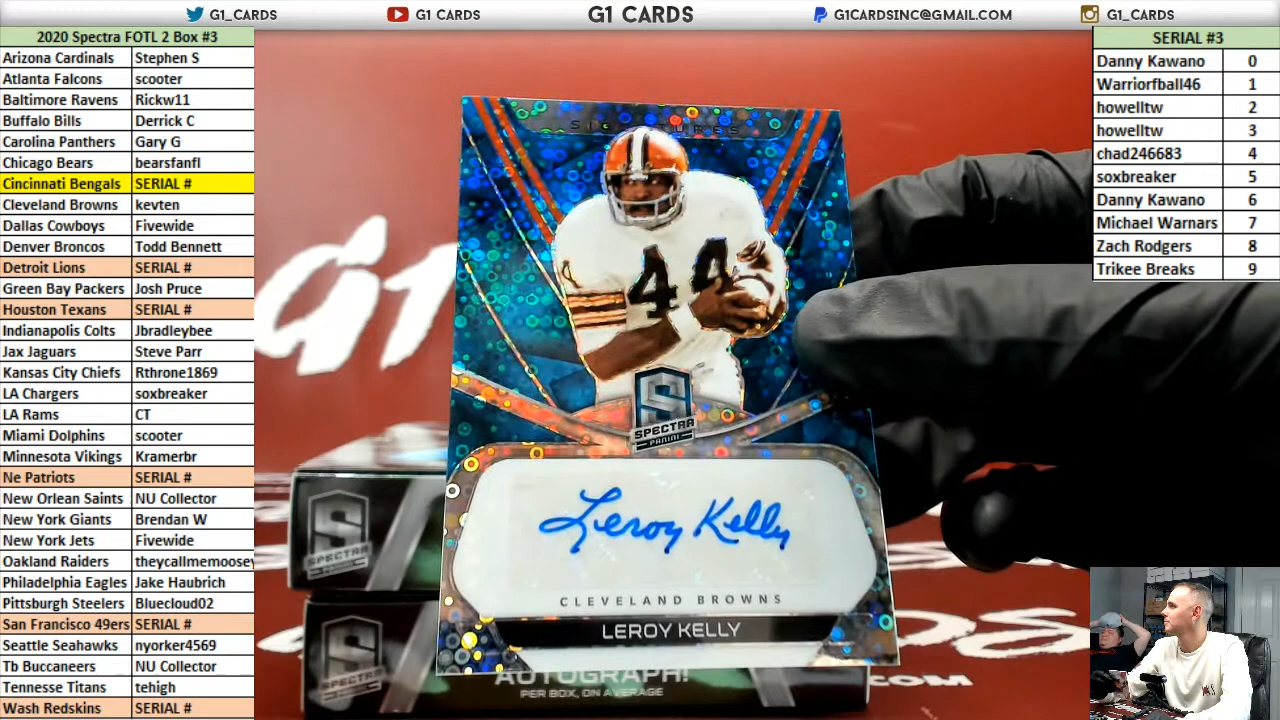 G1_CARDS
G1 CARDS
G1 CARDS
G1CARDSINC@GMAIL.COM
G1_CARDS
2020 Spectra FOTL 2 Box #3
Arizona Cardinals Stephen S
Atlanta Falcons scooter
Baltimore Ravens Rickw11
Buffalo Bills Derrick C
Carolina Panthers Gary G
Chicago Bears bearsfanfl
Cincinnati Bengals SERIAL #
Cleveland Browns kevten
Dallas Cowboys Fivewide
Denver Broncos Todd Bennett
Detroit Lions SERIAL #
Green Bay Packers Josh Pruce
Houston Texans SERIAL #
Indianapolis Colts Jbradleybee
Jax Jaguars Steve Parr
Kansas City Chiefs Rthrone1869
LA Chargers soxbreaker
LA Rams CT
Miami Dolphins scooter
Minnesota Vikings Kramerbr
Ne Patriots SERIAL #
New Orlean Saints NU Collector
New York Giants Brendan W
New York Jets Fivewide
Oakland Raiders theycallmemoosey
Philadelphia Eagles Jake Haubrich
Pittsburgh Steelers Bluecloud02
San Francisco 49ers SERIAL #
Seattle Seahawks nyorker4569
Tb Buccaneers NU Collector
Tennesse Titans tehigh
Wash Redskins SERIAL #
SERIAL #3
Danny Kawano 0
Warriorfball46 1
howelltw 2
howelltw 3
chad246683 4
soxbreaker 5
Danny Kawano 6
Michael Warnars 7
Zach Rodgers 8
Trikee Breaks 9
SIGNATURES
44
SPECTRA
PANINI
Leroy Kelly
CLEVELAND BROWNS
LEROY KELLY
AUTOGRAPH!
PER BOX, ON AVERAGE
G1
SPECTRA
SPECTRA
.COM